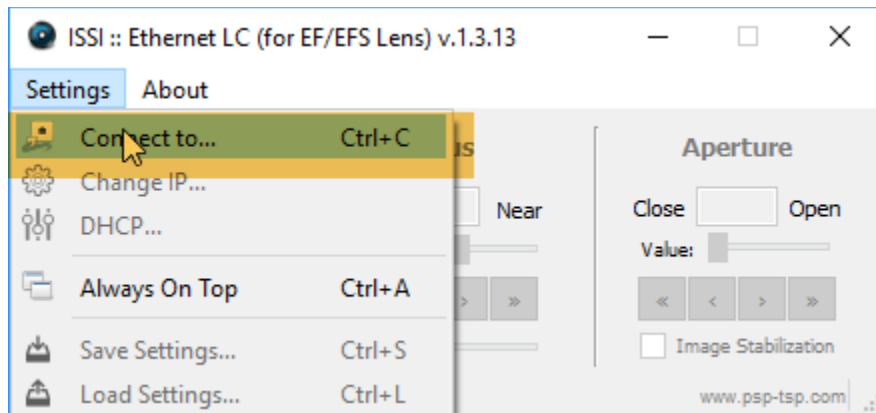 ISSI :: Ethernet LC (for EF/EFS Lens) v.1.3.13
Settings About
Connect to... Ctrl+C
Change IP...
DHCP...
Always On Top Ctrl+A
Save Settings... Ctrl+S
Load Settings... Ctrl+L
us
Near
Aperture
Close Open
Value:
« < > »
Image Stabilization
www.psp-tsp.com